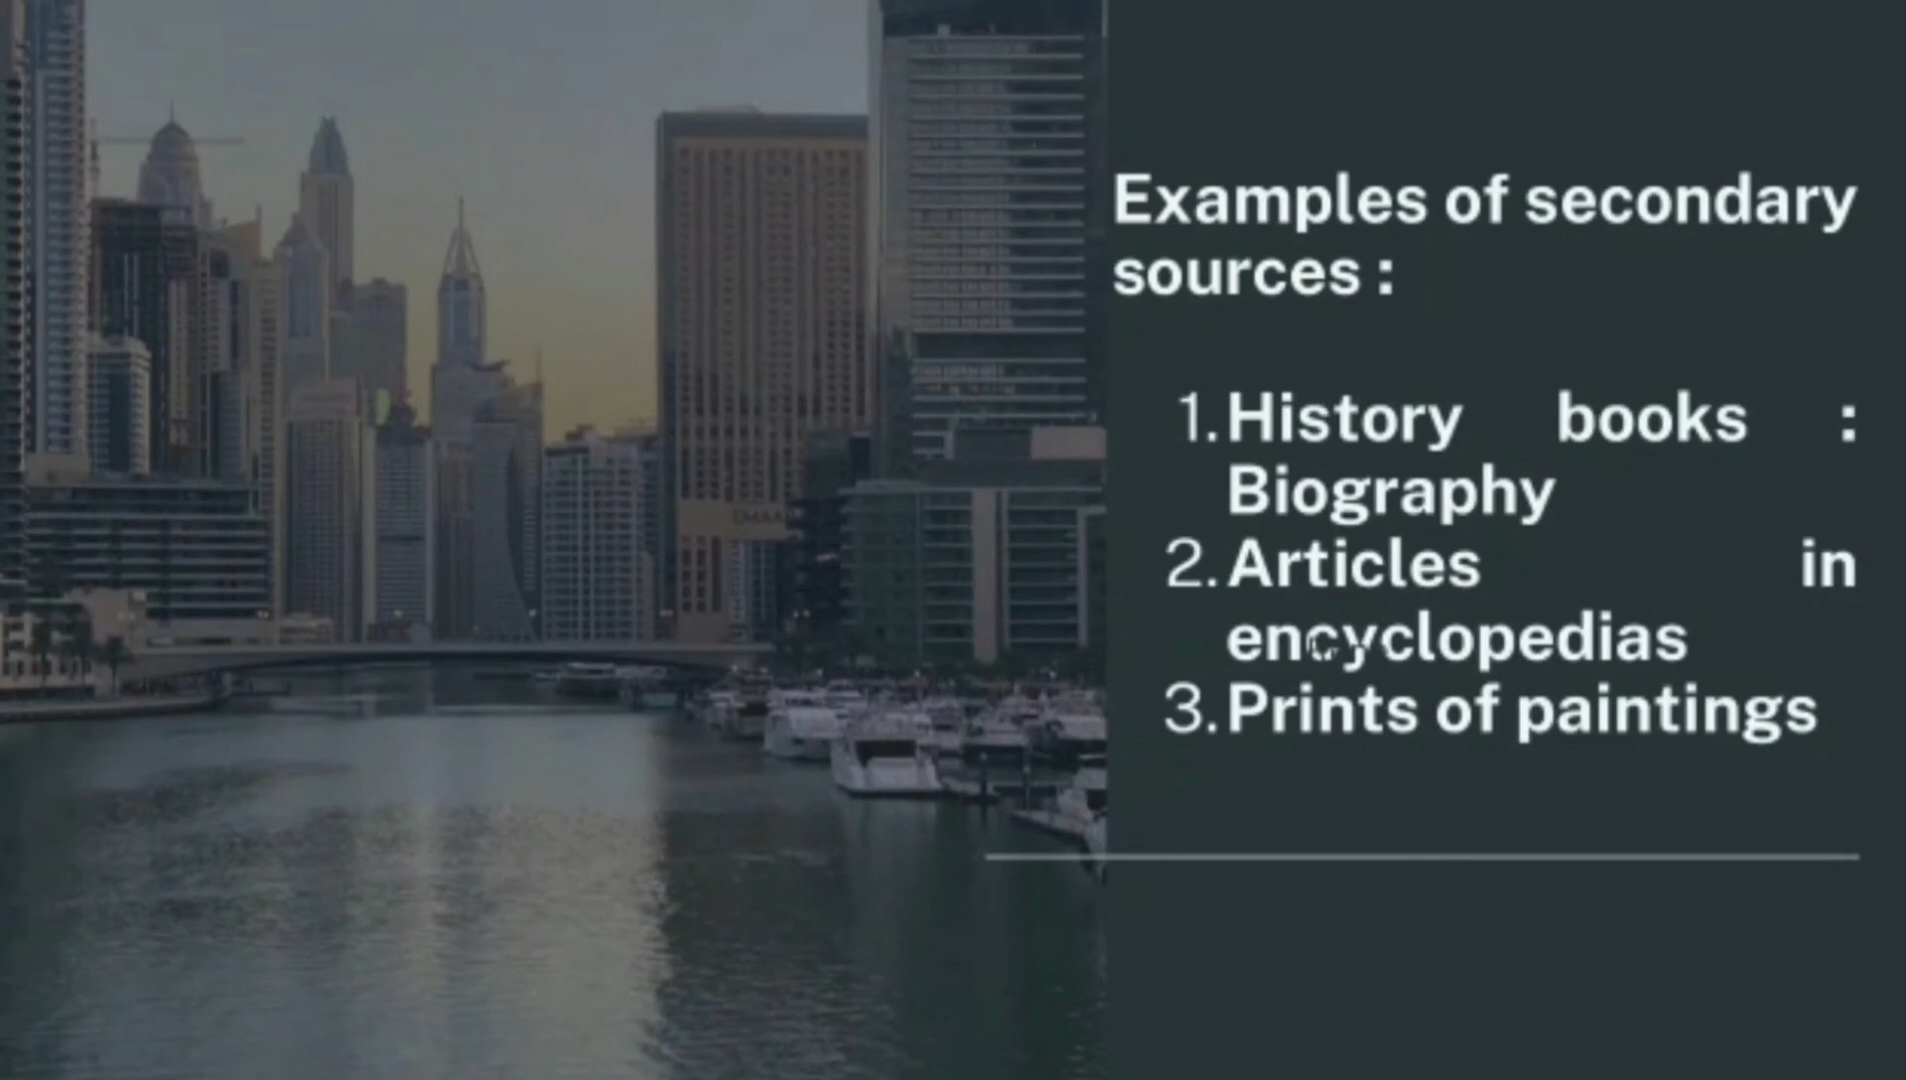 Examples of secondary
sources :
1. History books :
Biography
2. Articles in
encyclopedias
3. Prints of paintings